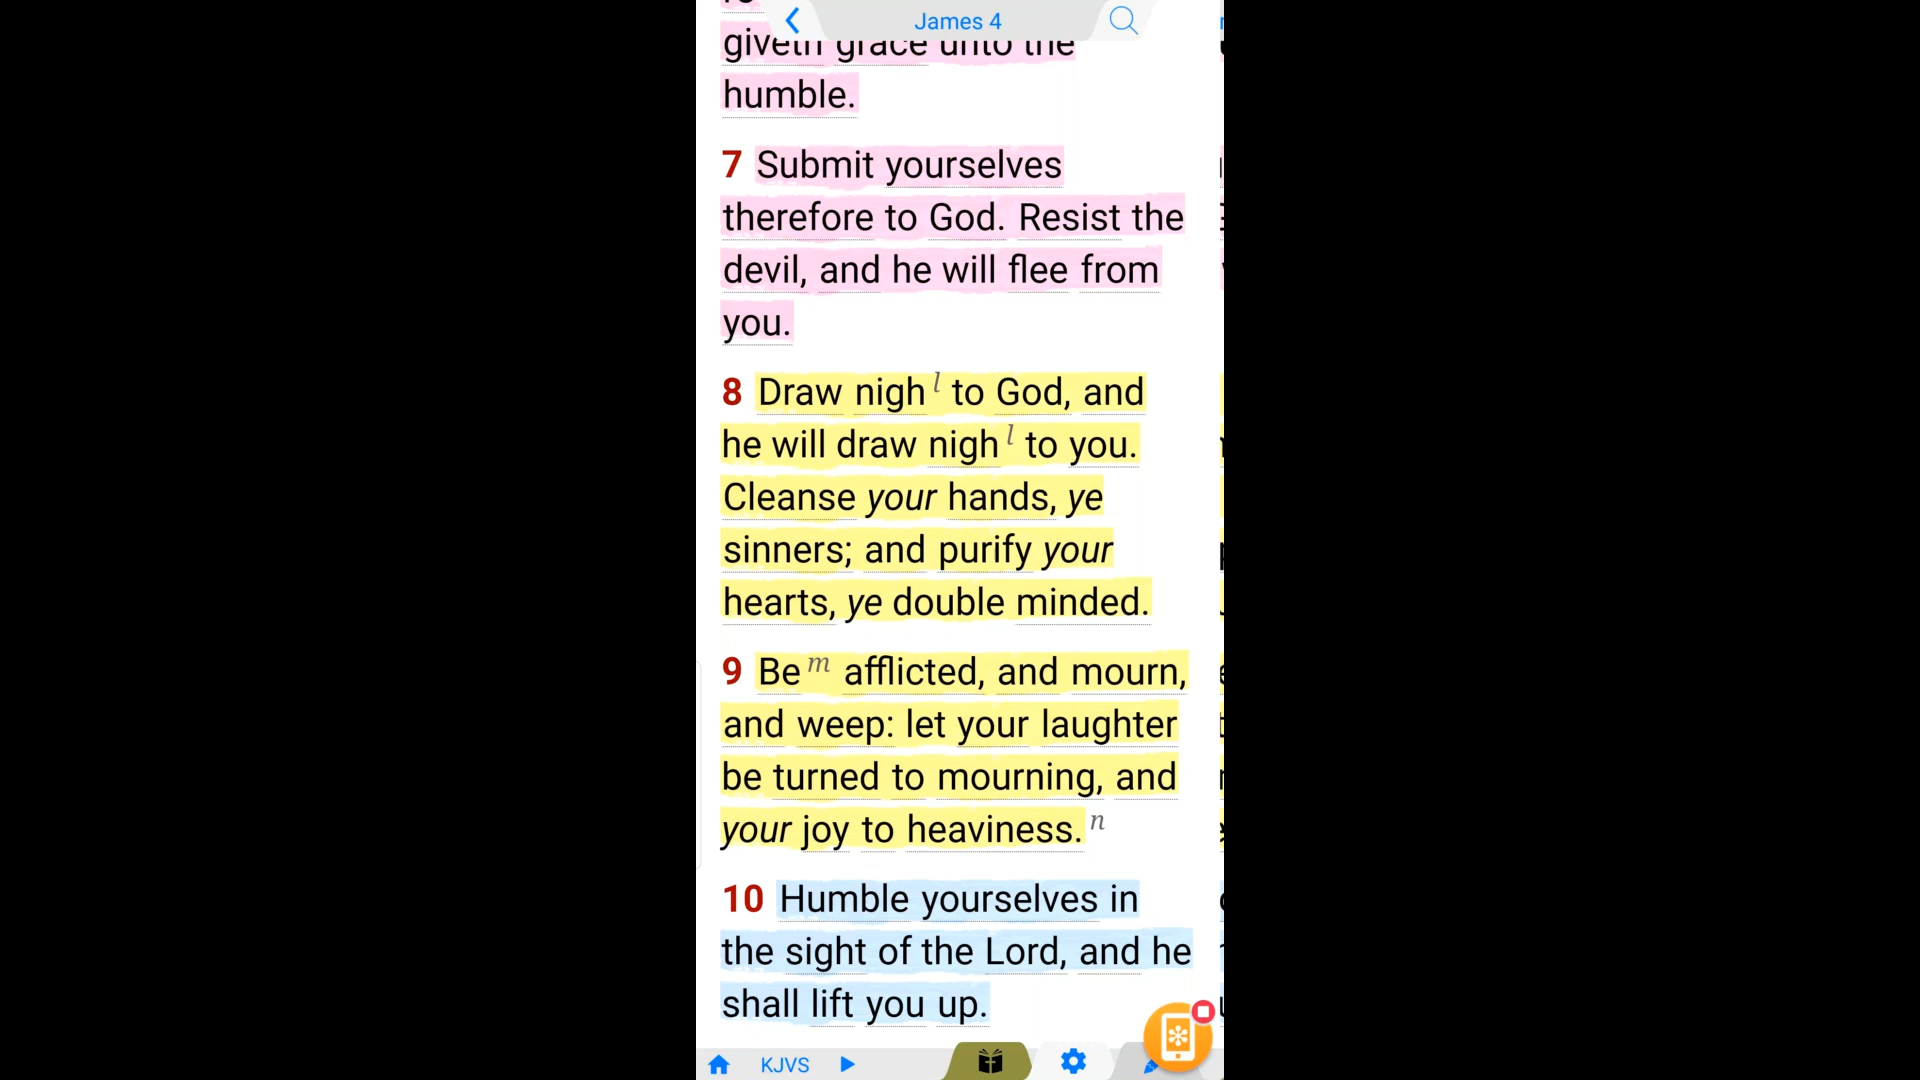 James 4
giveth grace unto the
humble.
7 Submit yourselves
therefore to God. Resist the
devil, and he will flee from
you.
8 Draw nigh l to God, and
he will draw nigh l to you.
Cleanse your hands, ye
sinners; and purify your
hearts, ye double minded.
9 Be m afflicted, and mourn,
and weep: let your laughter
be turned to mourning, and
your joy to heaviness. n
10 Humble yourselves in
the sight of the Lord, and he
shall lift you up.
KJVS